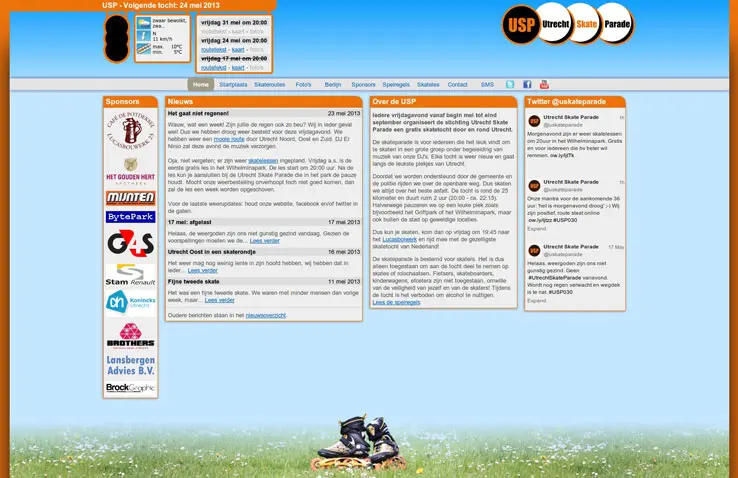 USP - Volgende tocht: 24 mei 2013
zwaar bewolkt,
zwa..
N
11 km/h
max. 10ºC
min. 5ºC
vrijdag 31 mei om 20:00
routetekst - kaart - foto's
vrijdag 24 mei om 20:00
routetekst - kaart - foto's
vrijdag 17 mei om 20:00
routetekst - kaart - foto's
USP Utrecht Skate Parade
Home Startplaats Skateroutes Foto's Berlijn Sponsors Spelregels Skateles Contact SMS
Sponsors
CAFE DE POTDEKSEL
LUCASBOLWERK 23
HET GOUDEN HERT
APOTHEEK
MIJNTEN
BytePark
G4S
Stam Renault
ah Konincks
Utrecht
BROTHERS
Lansbergen
Advies B.V.
BrockGraphic
Nieuws
Het gaat niet regenen! 23 mei 2013
Wauw, wat een week! Zijn jullie de regen ook zo beu? Wij in ieder geval
wel! Dus we hebben droog weer besteld voor deze vrijdagavond. We
hebben weer een mooie route door Utrecht Noord, Oost en Zuid. DJ El
Ninio zal deze avond de muziek verzorgen.
Oja, niet vergeten; er zijn weer skatelessen ingepland. Vrijdag a.s. is de
eerste gratis les in het Wilhelminapark. De les start om 20:00 uur. Na de
les kun je aansluiten bij de Utrecht Skate Parade die in het park de pauze
houdt. Mocht onze weerbestelling onverhoopt toch niet goed komen, dan
zal de les een week worden opgeschoven.
Voor de laatste weerupdates: houd onze website, facebook en/of twitter in
de gaten.
17 mei: afgelast 17 mei 2013
Helaas, de weergoden zijn ons niet gunstig gezind vandaag. Gezien de
voorspellingen moeten we de... Lees verder
Utrecht Oost in een skaterondje 16 mei 2013
Het weer mag nog weinig lente in zijn hoofd hebben, wij hebben dat in
ieder... Lees verder
Fijne tweede skate 11 mei 2013
Het was een fijne tweede skate. We waren met minder mensen dan vorige
week, maar... Lees verder
Oudere berichten staan in het nieuwsoverzicht.
Over de USP
Iedere vrijdagavond vanaf begin mei tot eind
september organiseert de stichting Utrecht Skate
Parade een gratis skatetocht door en rond Utrecht.
De skateparade is voor iedereen die het leuk vindt om
te skaten in een grote groep onder begeleiding van
muziek van onze DJ's. Elke tocht is weer nieuw en gaat
langs de leukste plekjes van Utrecht.
Doordat we worden ondersteund door de gemeente en
de politie rijden we over de openbare weg. Dus skaten
we altijd over het beste asfalt. De tocht is rond de 25
kilometer en duurt ruim 2 uur (20:00 - ca. 22:15).
Halverwege pauzeren we op een leuke plek zoals
bijvoorbeeld het Griftpark of het Wilhelminapark, maar
ook buiten de stad op geweldige locaties.
Dus kun je skaten, kom dan op vrijdag om 19:45 naar
het Lucasbolwerk en rijd mee met de gezelligste
skatetocht van Nederland!
De skateparade is bestemd voor skaters. Het is dus
alleen toegestaan aan de tocht deel te nemen op
skates of rolschaatsen. Fietsers, skateboarders,
kinderwagens, etcetera zijn niet toegestaan, omwille
van de veiligheid van jezelf en van de skaters! Tijdens
de tocht is het verboden om alcohol te nuttigen.
Lees de spelregels
Twitter @uskateparade
Utrecht Skate Parade 1h
@uskateparade
Morgenavond zijn er weer skatelessen
om 20uur in het Wilhelminapark. Gratis
en voor iedereen die bv beter wil
remmen.
Utrecht Skate Parade 1h
@uskateparade
Onze mantra voor de aankomende 36
uur: 'het is morgenavond droog' ;-) Wij
zijn positief, route staat online
#USP030
Expand
Utrecht Skate Parade 17 May
@uskateparade
Helaas, weergoden zijn ons niet
gunstig gezind. Geen
#UtrechtSkateParade vanavond.
Wordt nog regen verwacht en wegdek
is te nat. #USP030
Expand